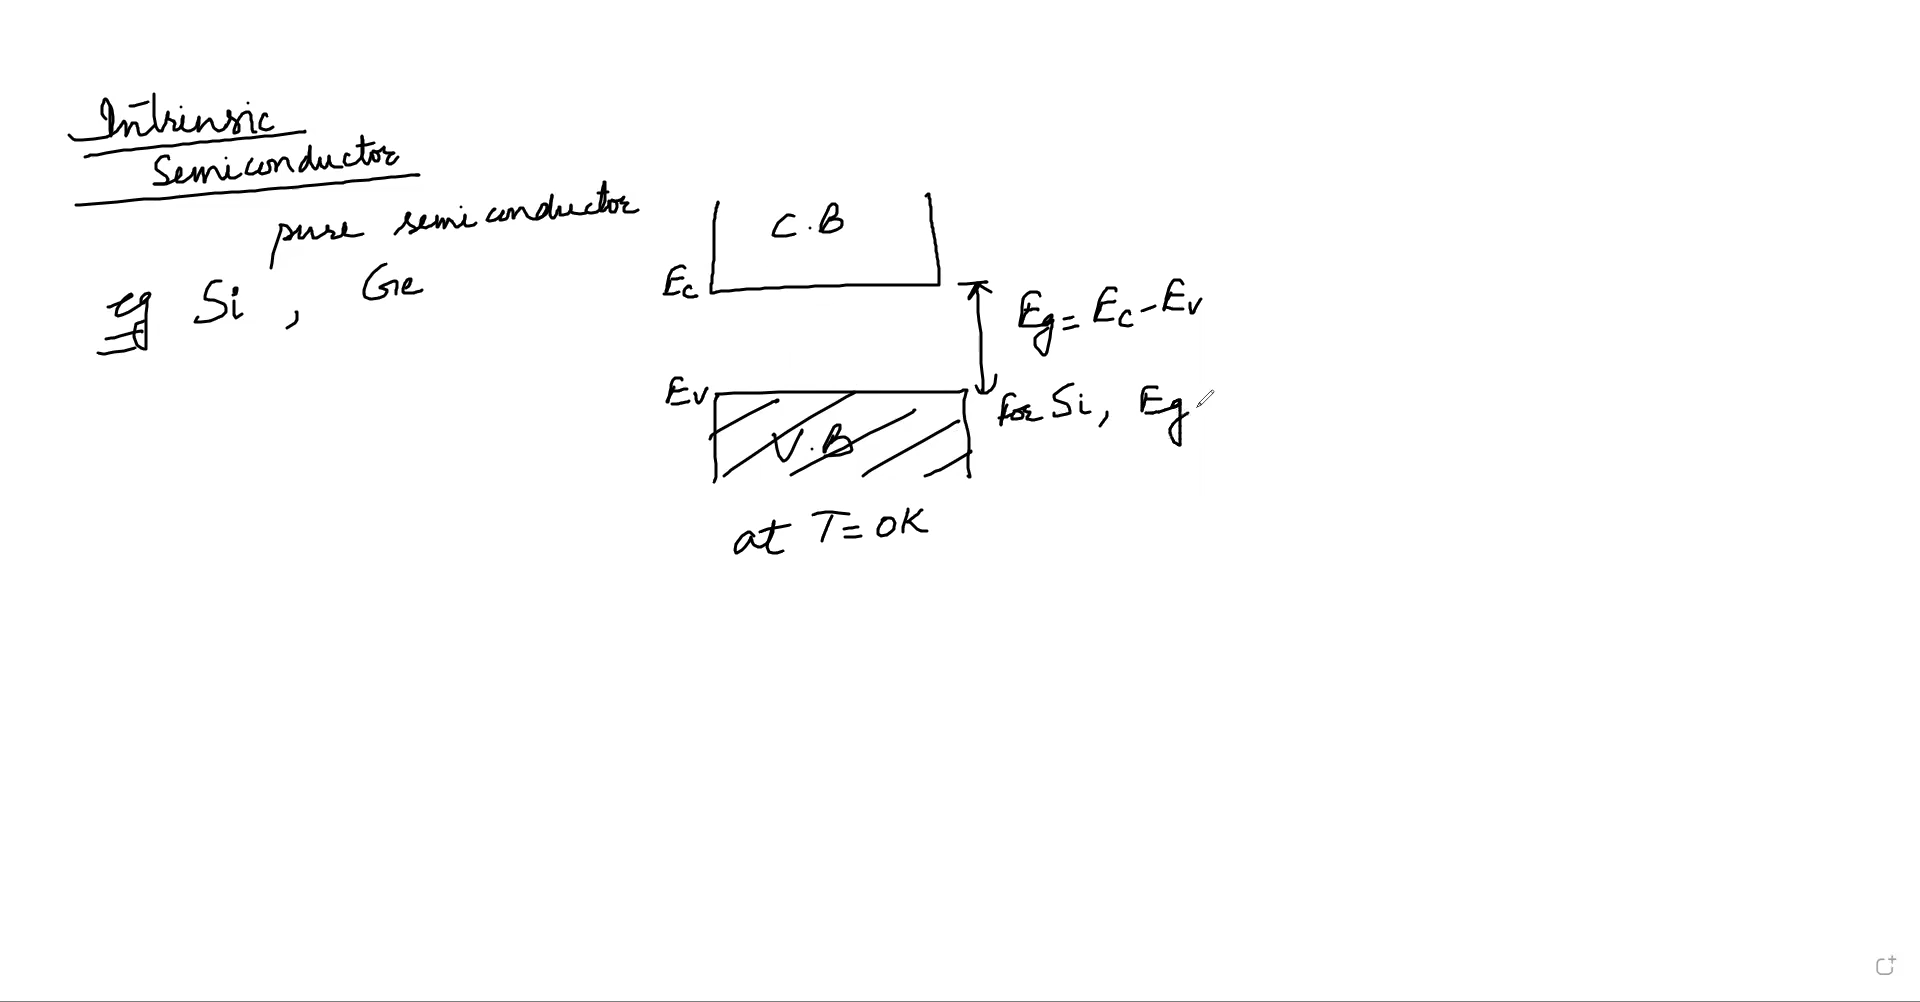 Intrinsic
Semiconductor
pure semiconductor
eg Si , Ge
C.B
Ec
Eg = Ec - Ev
Ev
V.B
for Si, Eg
at T = 0K